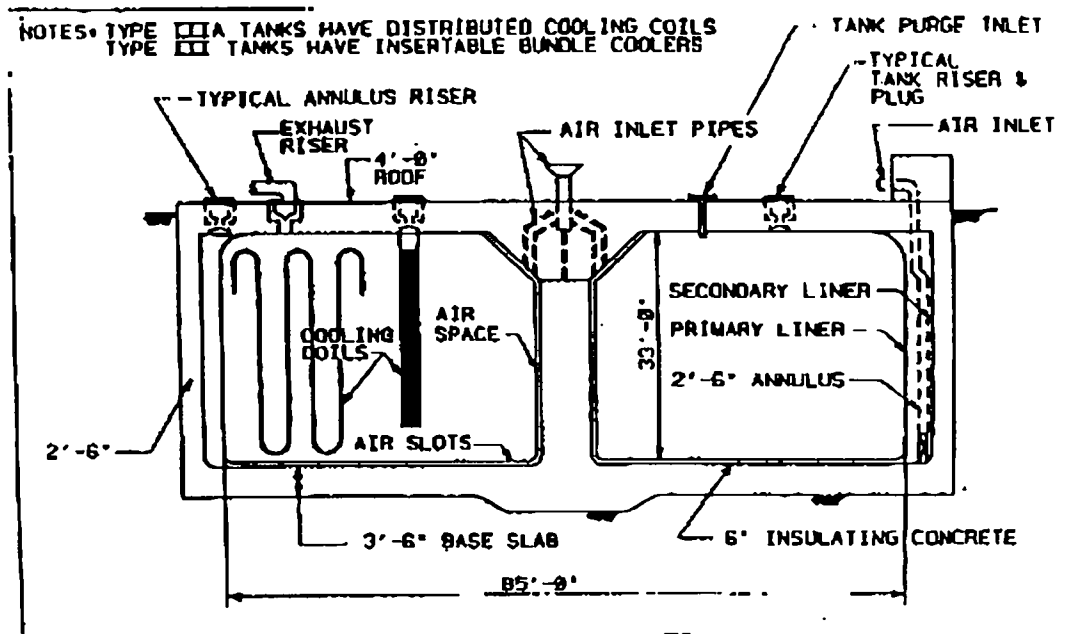 NOTES: TYPE IIIA TANKS HAVE DISTRIBUTED COOLING COILS
TYPE III TANKS HAVE INSERTABLE BUNDLE COOLERS
TANK PURGE INLET
TYPICAL
TANK RISER &
PLUG
TYPICAL ANNULUS RISER
EXHAUST
RISER
AIR INLET PIPES
AIR INLET
4'-0"
ROOF
SECONDARY LINER
AIR
SPACE
COOLING
COILS
33'-0"
PRIMARY LINER
2'-6" ANNULUS
AIR SLOTS
2'-6"
3'-6" BASE SLAB
6" INSULATING CONCRETE
85'-0"